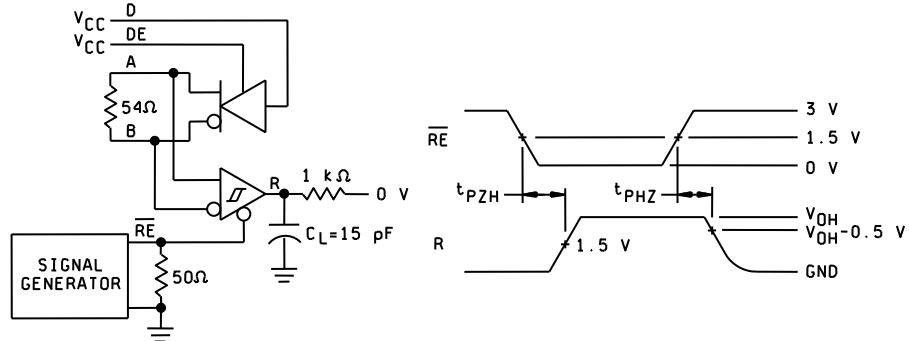 VCC D
VCC DE
A
54Ω
B
R
1 kΩ
0 V
CL=15 pF
RE
SIGNAL
GENERATOR
50Ω
RE
3 V
1.5 V
0 V
tPZH
tPHZ
R
1.5 V
VOH
VOH-0.5 V
GND